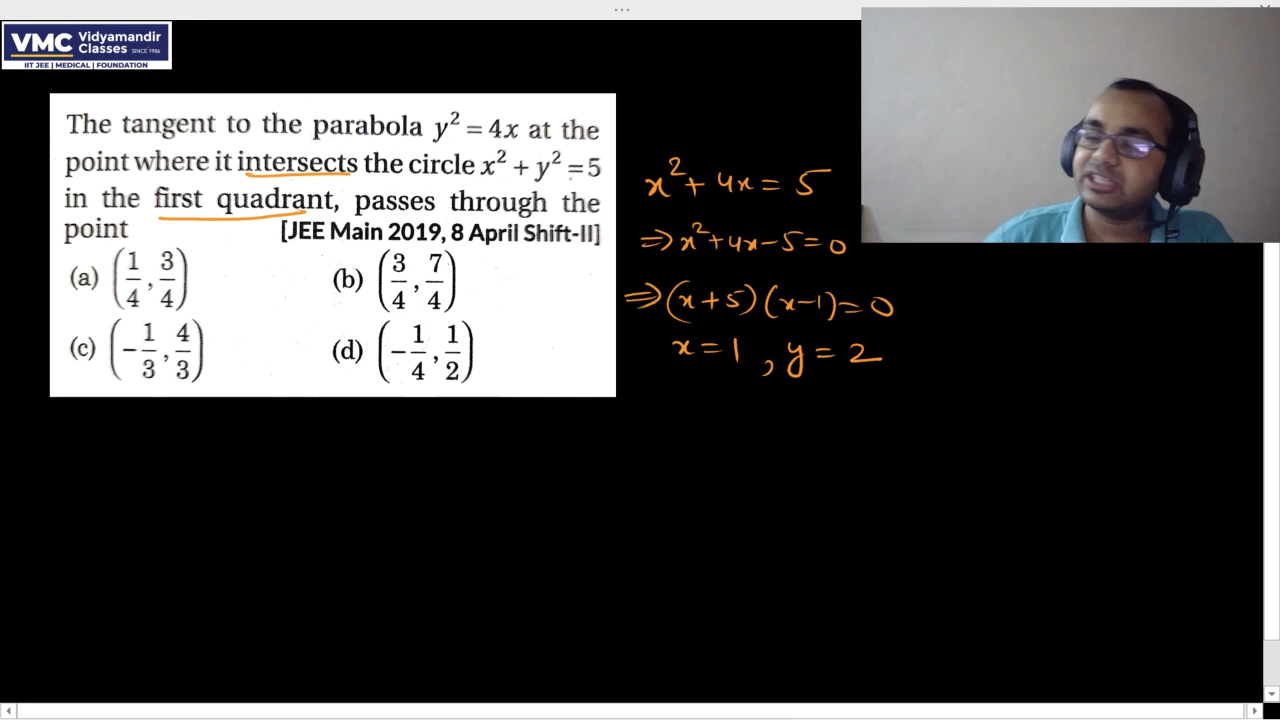 VMC Vidyamandir Classes SINCE 1986
IIT JEE | MEDICAL | FOUNDATION
The tangent to the parabola y² = 4x at the
point where it intersects the circle x² + y² = 5
in the first quadrant, passes through the
point [JEE Main 2019, 8 April Shift-II]
(a) (1/4, 3/4) (b) (3/4, 7/4)
(c) (-1/3, 4/3) (d) (-1/4, 1/2)
x² + 4x = 5
⇒ x² + 4x - 5 = 0
⇒ (x + 5) (x - 1) = 0
x = 1, y = 2